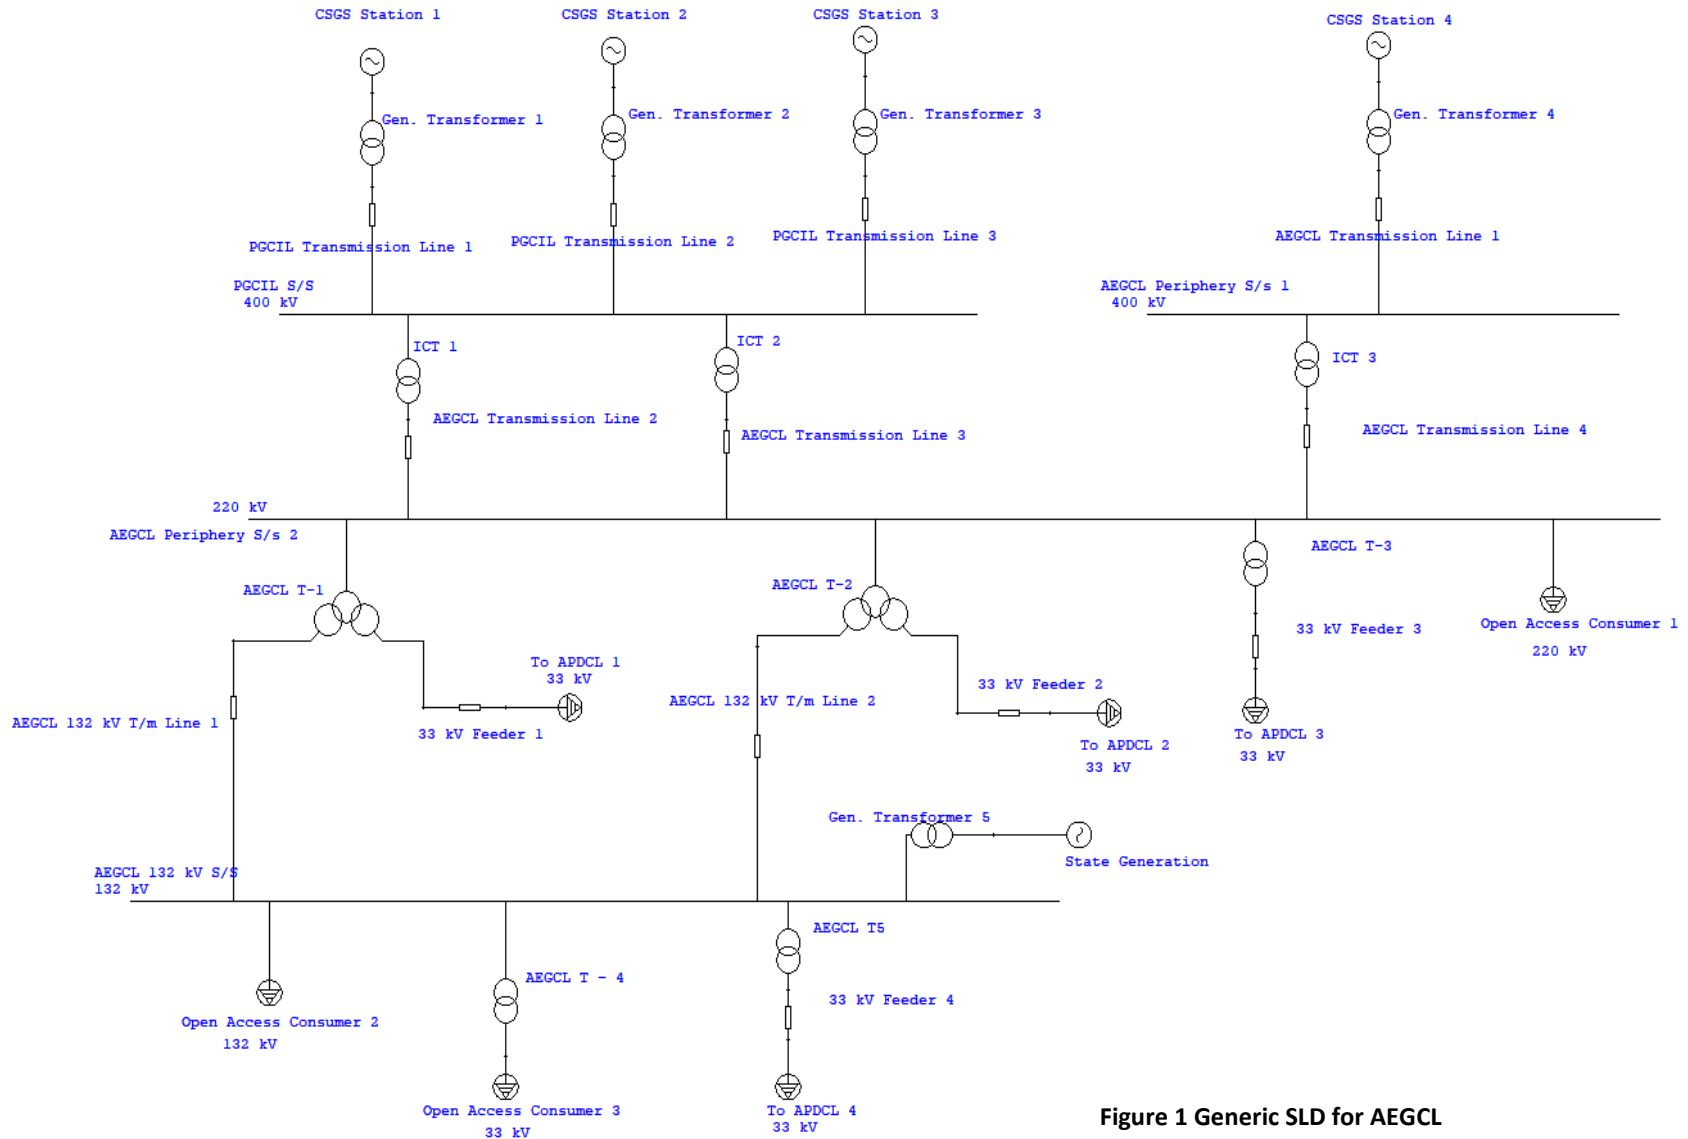 CSGS Station 1
CSGS Station 2
CSGS Station 3
CSGS Station 4
Gen. Transformer 1
Gen. Transformer 2
Gen. Transformer 3
Gen. Transformer 4
PGCIL Transmission Line 1
PGCIL Transmission Line 2
PGCIL Transmission Line 3
AEGCL Transmission Line 1
PGCIL S/S
400 kV
AEGCL Periphery S/s 1
400 kV
ICT 1
ICT 2
ICT 3
AEGCL Transmission Line 2
AEGCL Transmission Line 3
AEGCL Transmission Line 4
220 kV
AEGCL Periphery S/s 2
AEGCL T-1
AEGCL T-2
AEGCL T-3
33 kV Feeder 3
Open Access Consumer 1
220 kV
To APDCL 1
33 kV
AEGCL 132 kV T/m Line 1
33 kV Feeder 1
AEGCL 132 kV T/m Line 2
33 kV Feeder 2
To APDCL 2
33 kV
To APDCL 3
33 kV
Gen. Transformer 5
State Generation
AEGCL 132 kV S/S
132 kV
AEGCL T5
AEGCL T - 4
33 kV Feeder 4
Open Access Consumer 2
132 kV
Open Access Consumer 3
33 kV
To APDCL 4
33 kV
Figure 1 Generic SLD for AEGCL